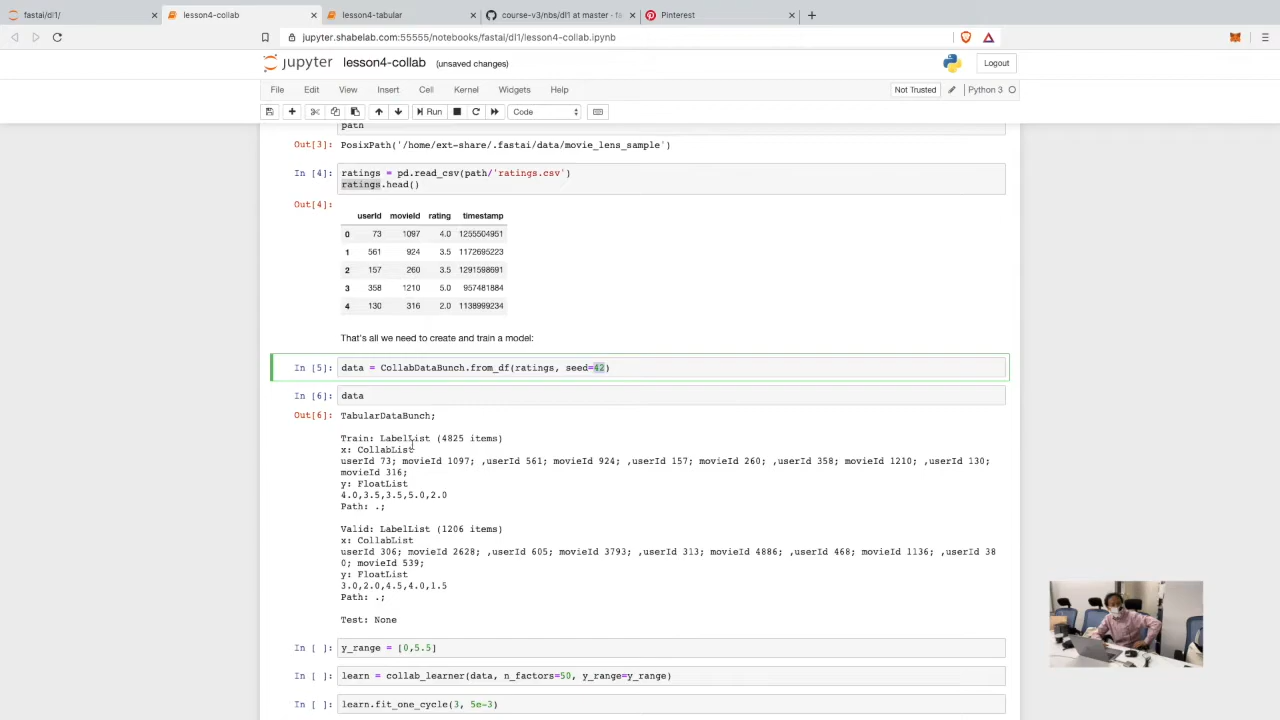 fastai/dl1/
lesson4-collab
lesson4-tabular
course-v3/nbs/dl1 at master · fa
Pinterest
jupyter.shabelab.com:55555/notebooks/fastai/dl1/lesson4-collab.ipynb
jupyter lesson4-collab (unsaved changes)
Logout
File Edit View Insert Cell Kernel Widgets Help
Not Trusted Python 3
Run Code
path
Out[3]: PosixPath('/home/ext-share/.fastai/data/movie_lens_sample')
In [4]: ratings = pd.read_csv(path/'ratings.csv')
ratings.head()
Out[4]:
userId movieId rating timestamp
0 73 1097 4.0 1255504951
1 561 924 3.5 1172695223
2 157 260 3.5 1291598691
3 358 1210 5.0 957481884
4 130 316 2.0 1138999234
That's all we need to create and train a model:
In [5]: data = CollabDataBunch.from_df(ratings, seed=42)
In [6]: data
Out[6]: TabularDataBunch;
Train: LabelList (4825 items)
x: CollabList
userId 73; movieId 1097; ,userId 561; movieId 924; ,userId 157; movieId 260; ,userId 358; movieId 1210; ,userId 130;
movieId 316;
y: FloatList
4.0,3.5,3.5,5.0,2.0
Path: .;
Valid: LabelList (1206 items)
x: CollabList
userId 306; movieId 2628; ,userId 605; movieId 3793; ,userId 313; movieId 4886; ,userId 468; movieId 1136; ,userId 38
0; movieId 539;
y: FloatList
3.0,2.0,4.5,4.0,1.5
Path: .;
Test: None
In [ ]: y_range = [0,5.5]
In [ ]: learn = collab_learner(data, n_factors=50, y_range=y_range)
In [ ]: learn.fit_one_cycle(3, 5e-3)